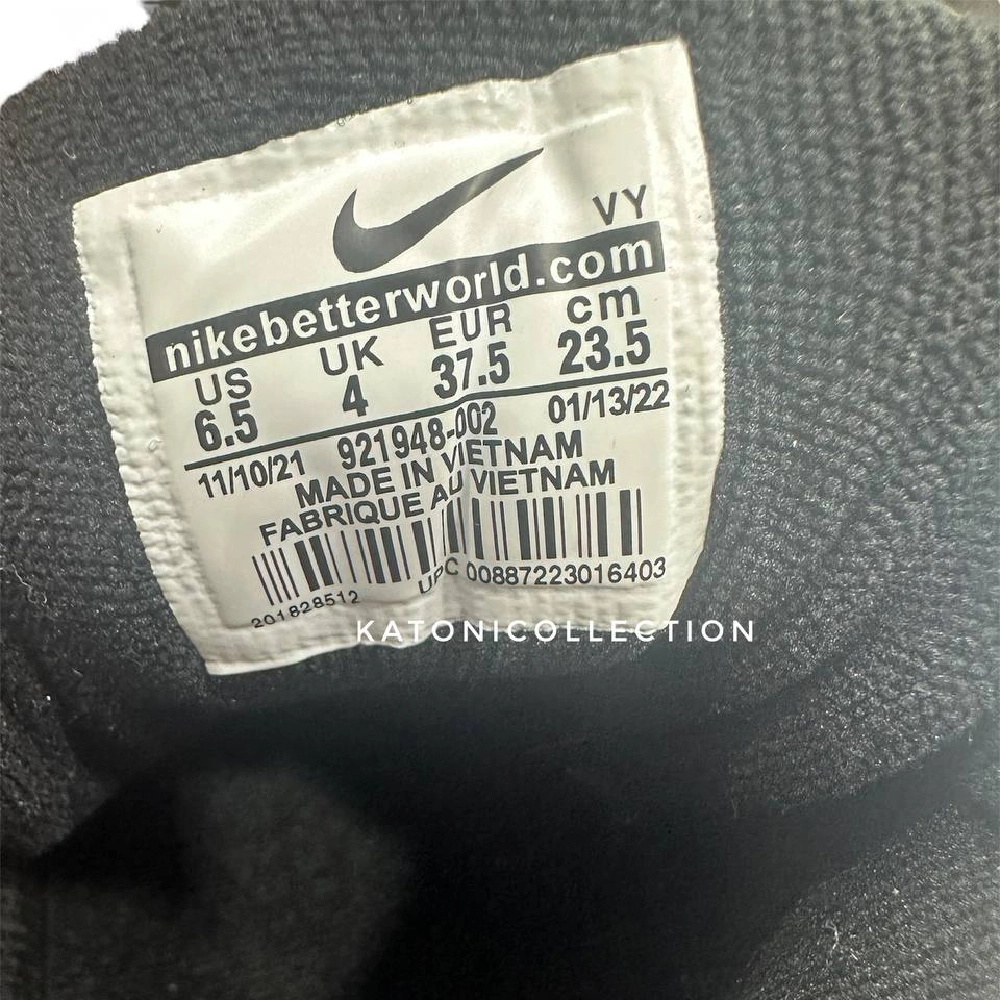 VY
nikebetterworld.com
US UK EUR cm
6.5 4 37.5 23.5
11/10/21 921948-002 01/13/22
MADE IN VIETNAM
FABRIQUE AU VIETNAM
201828512 UPC 00887223016403
KATONICOLLECTION